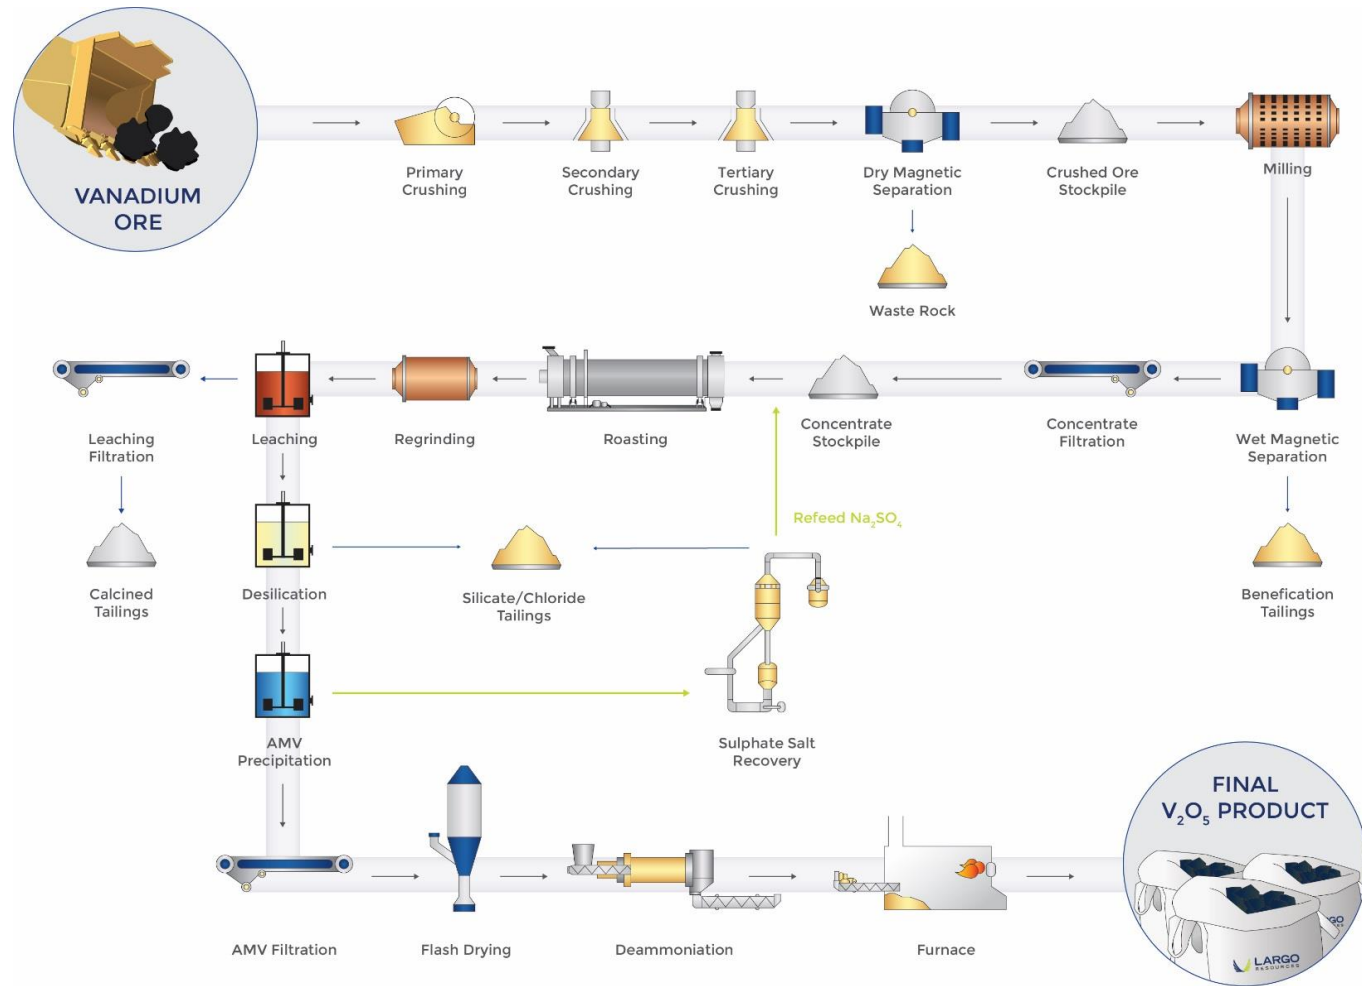 VANADIUM
ORE
Primary
Crushing
Secondary
Crushing
Tertiary
Crushing
Dry Magnetic
Separation
Crushed Ore
Stockpile
Milling
Waste Rock
Leaching
Filtration
Leaching
Regrinding
Roasting
Concentrate
Stockpile
Concentrate
Filtration
Wet Magnetic
Separation
Refeed Na₂SO₄
Calcined
Tailings
Desilication
Silicate/Chloride
Tailings
Benefication
Tailings
AMV
Precipitation
Sulphate Salt
Recovery
FINAL
V₂O₅ PRODUCT
AMV Filtration
Flash Drying
Deammoniation
Furnace
LARGO
RESOURCES